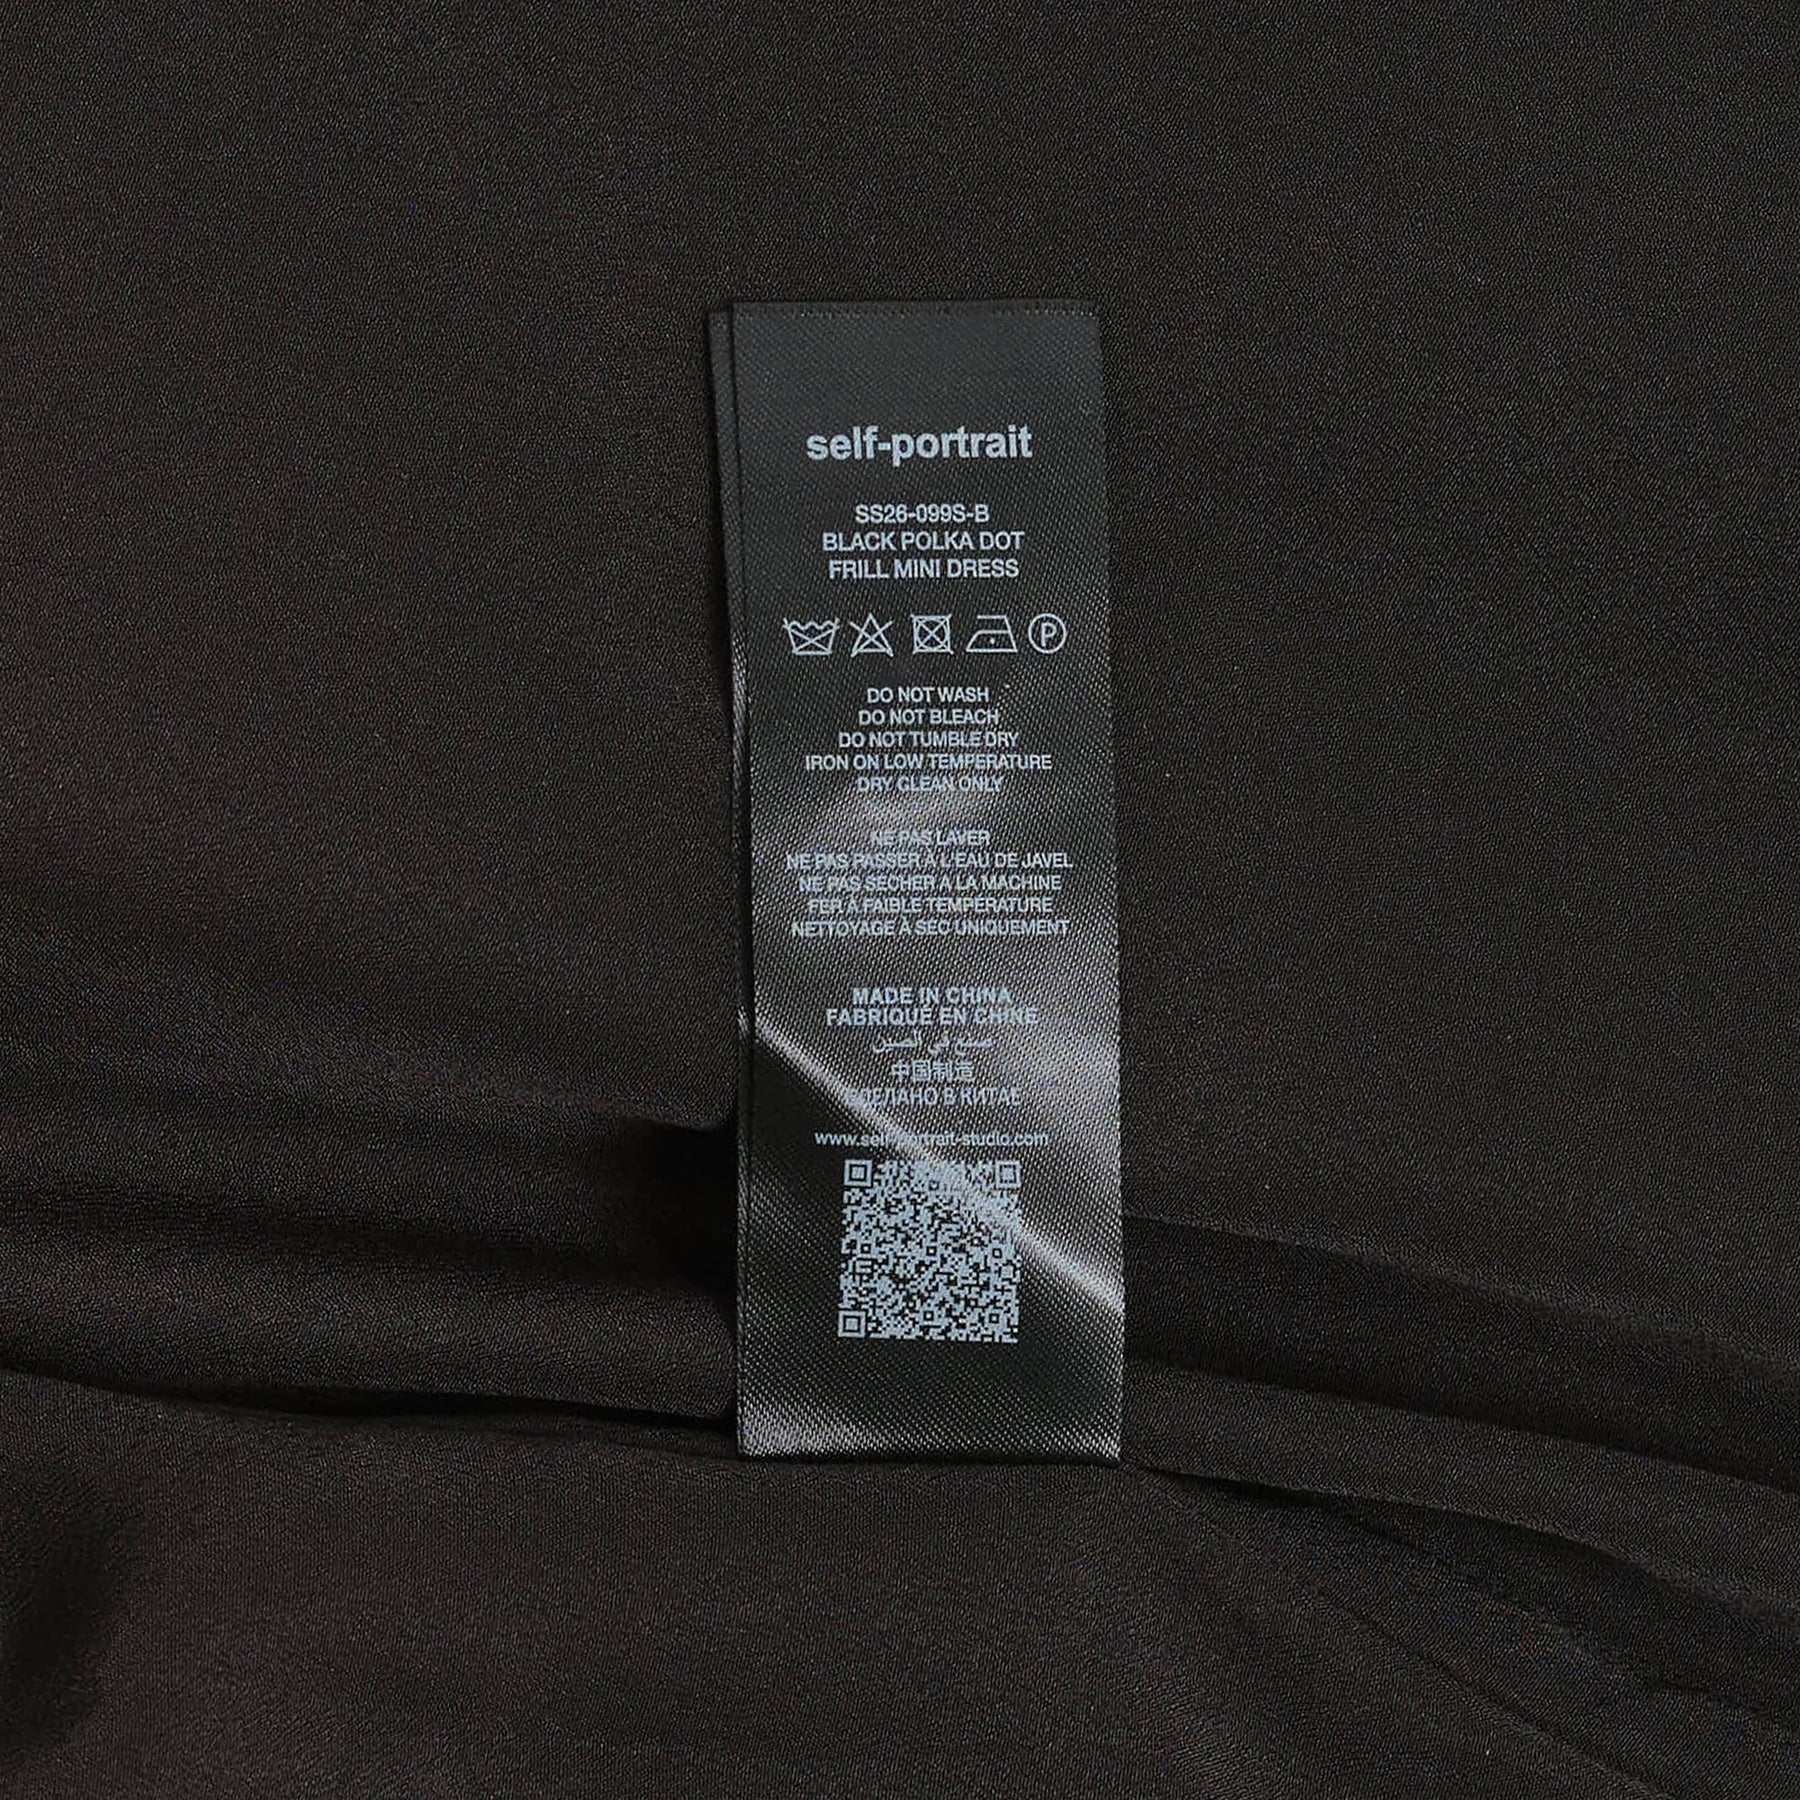 self-portrait
SS26-099S-B
BLACK POLKA DOT
FRILL MINI DRESS
P
DO NOT WASH
DO NOT BLEACH
DO NOT TUMBLE DRY
IRON ON LOW TEMPERATURE
DRY CLEAN ONLY
NE PAS LAVER
NE PAS PASSER À L'EAU DE JAVEL
NE PAS SÉCHER À LA MACHINE
FER À FAIBLE TEMPÉRATURE
NETTOYAGE À SEC UNIQUEMENT
MADE IN CHINA
FABRIQUÉ EN CHINE
صنع في الصين
中国制造
СДЕЛАНО В КИТАЕ
www.self-portrait-studio.com